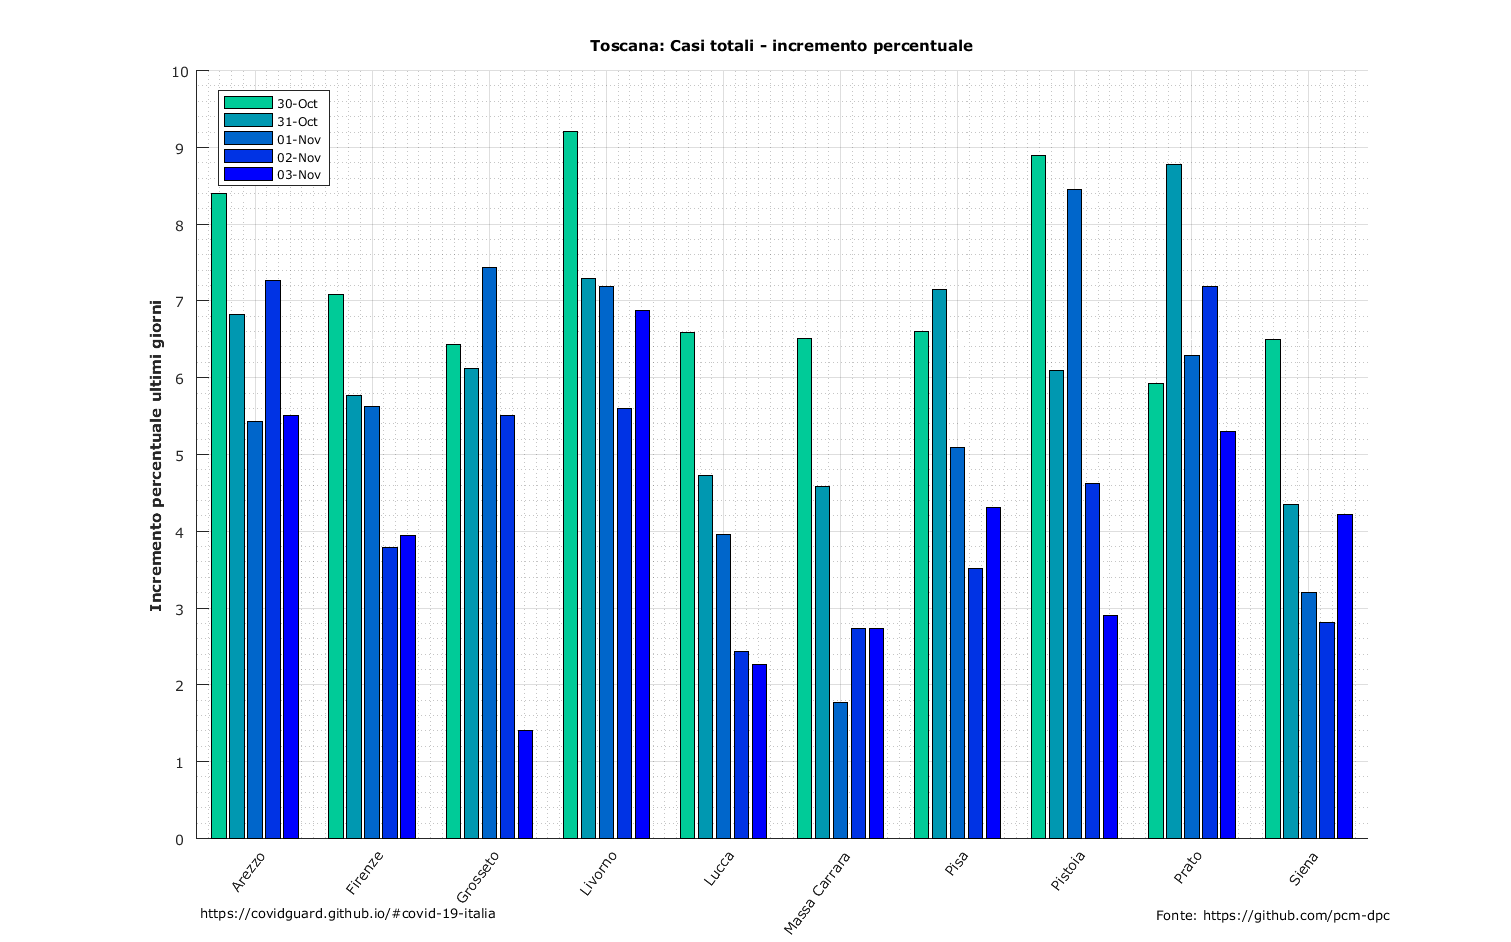 Toscana: Casi totali - incremento percentuale
Incremento percentuale ultimi giorni
10
9
8
7
6
5
4
3
2
1
0
30-Oct
31-Oct
01-Nov
02-Nov
03-Nov
Arezzo
Firenze
Grosseto
Livorno
Lucca
Massa Carrara
Pisa
Pistoia
Prato
Siena
https://covidguard.github.io/#covid-19-italia
Fonte: https://github.com/pcm-dpc